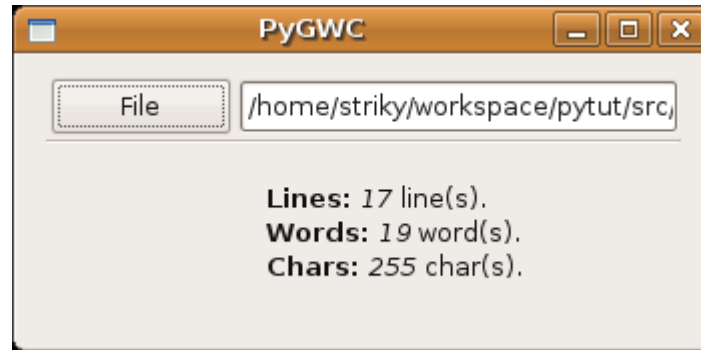 PyGWC
File /home/striky/workspace/pytut/src/
Lines: 17 line(s).
Words: 19 word(s).
Chars: 255 char(s).